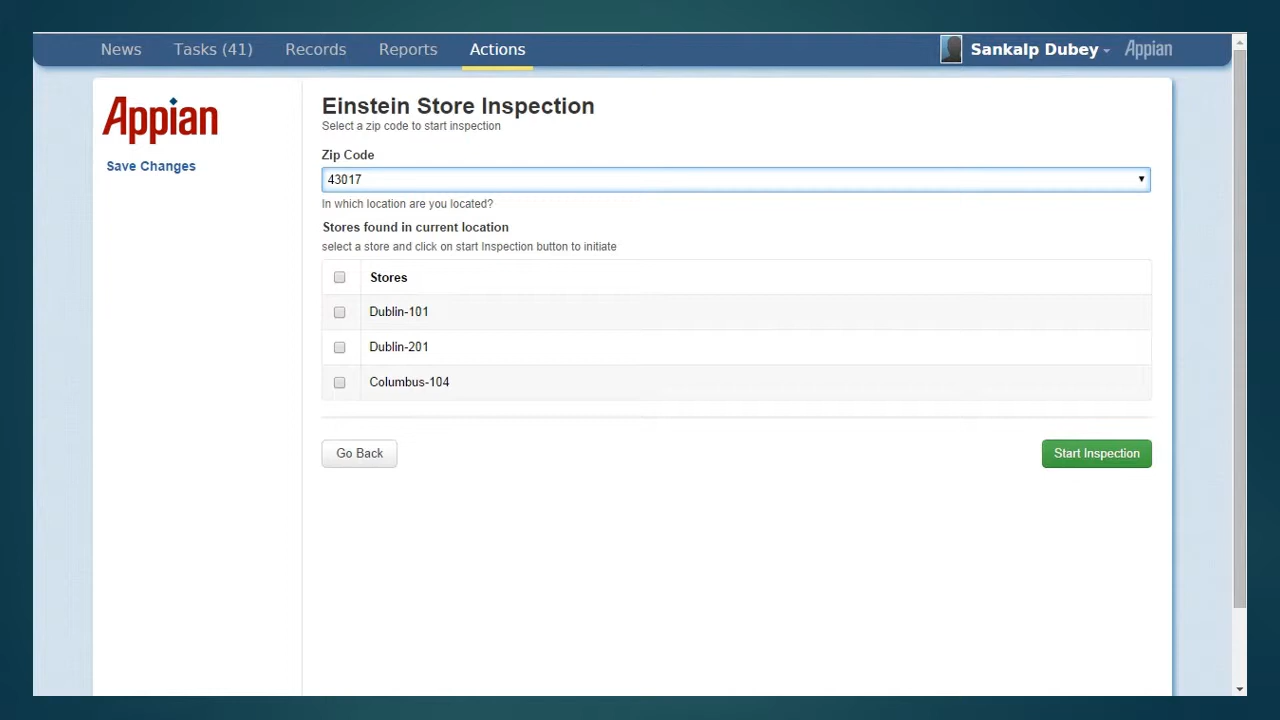 News Tasks (41) Records Reports Actions Sankalp Dubey Appian
Appian
Save Changes
Einstein Store Inspection
Select a zip code to start inspection
Zip Code
43017
In which location are you located?
Stores found in current location
select a store and click on start Inspection button to initiate
Stores
Dublin-101
Dublin-201
Columbus-104
Go Back Start Inspection